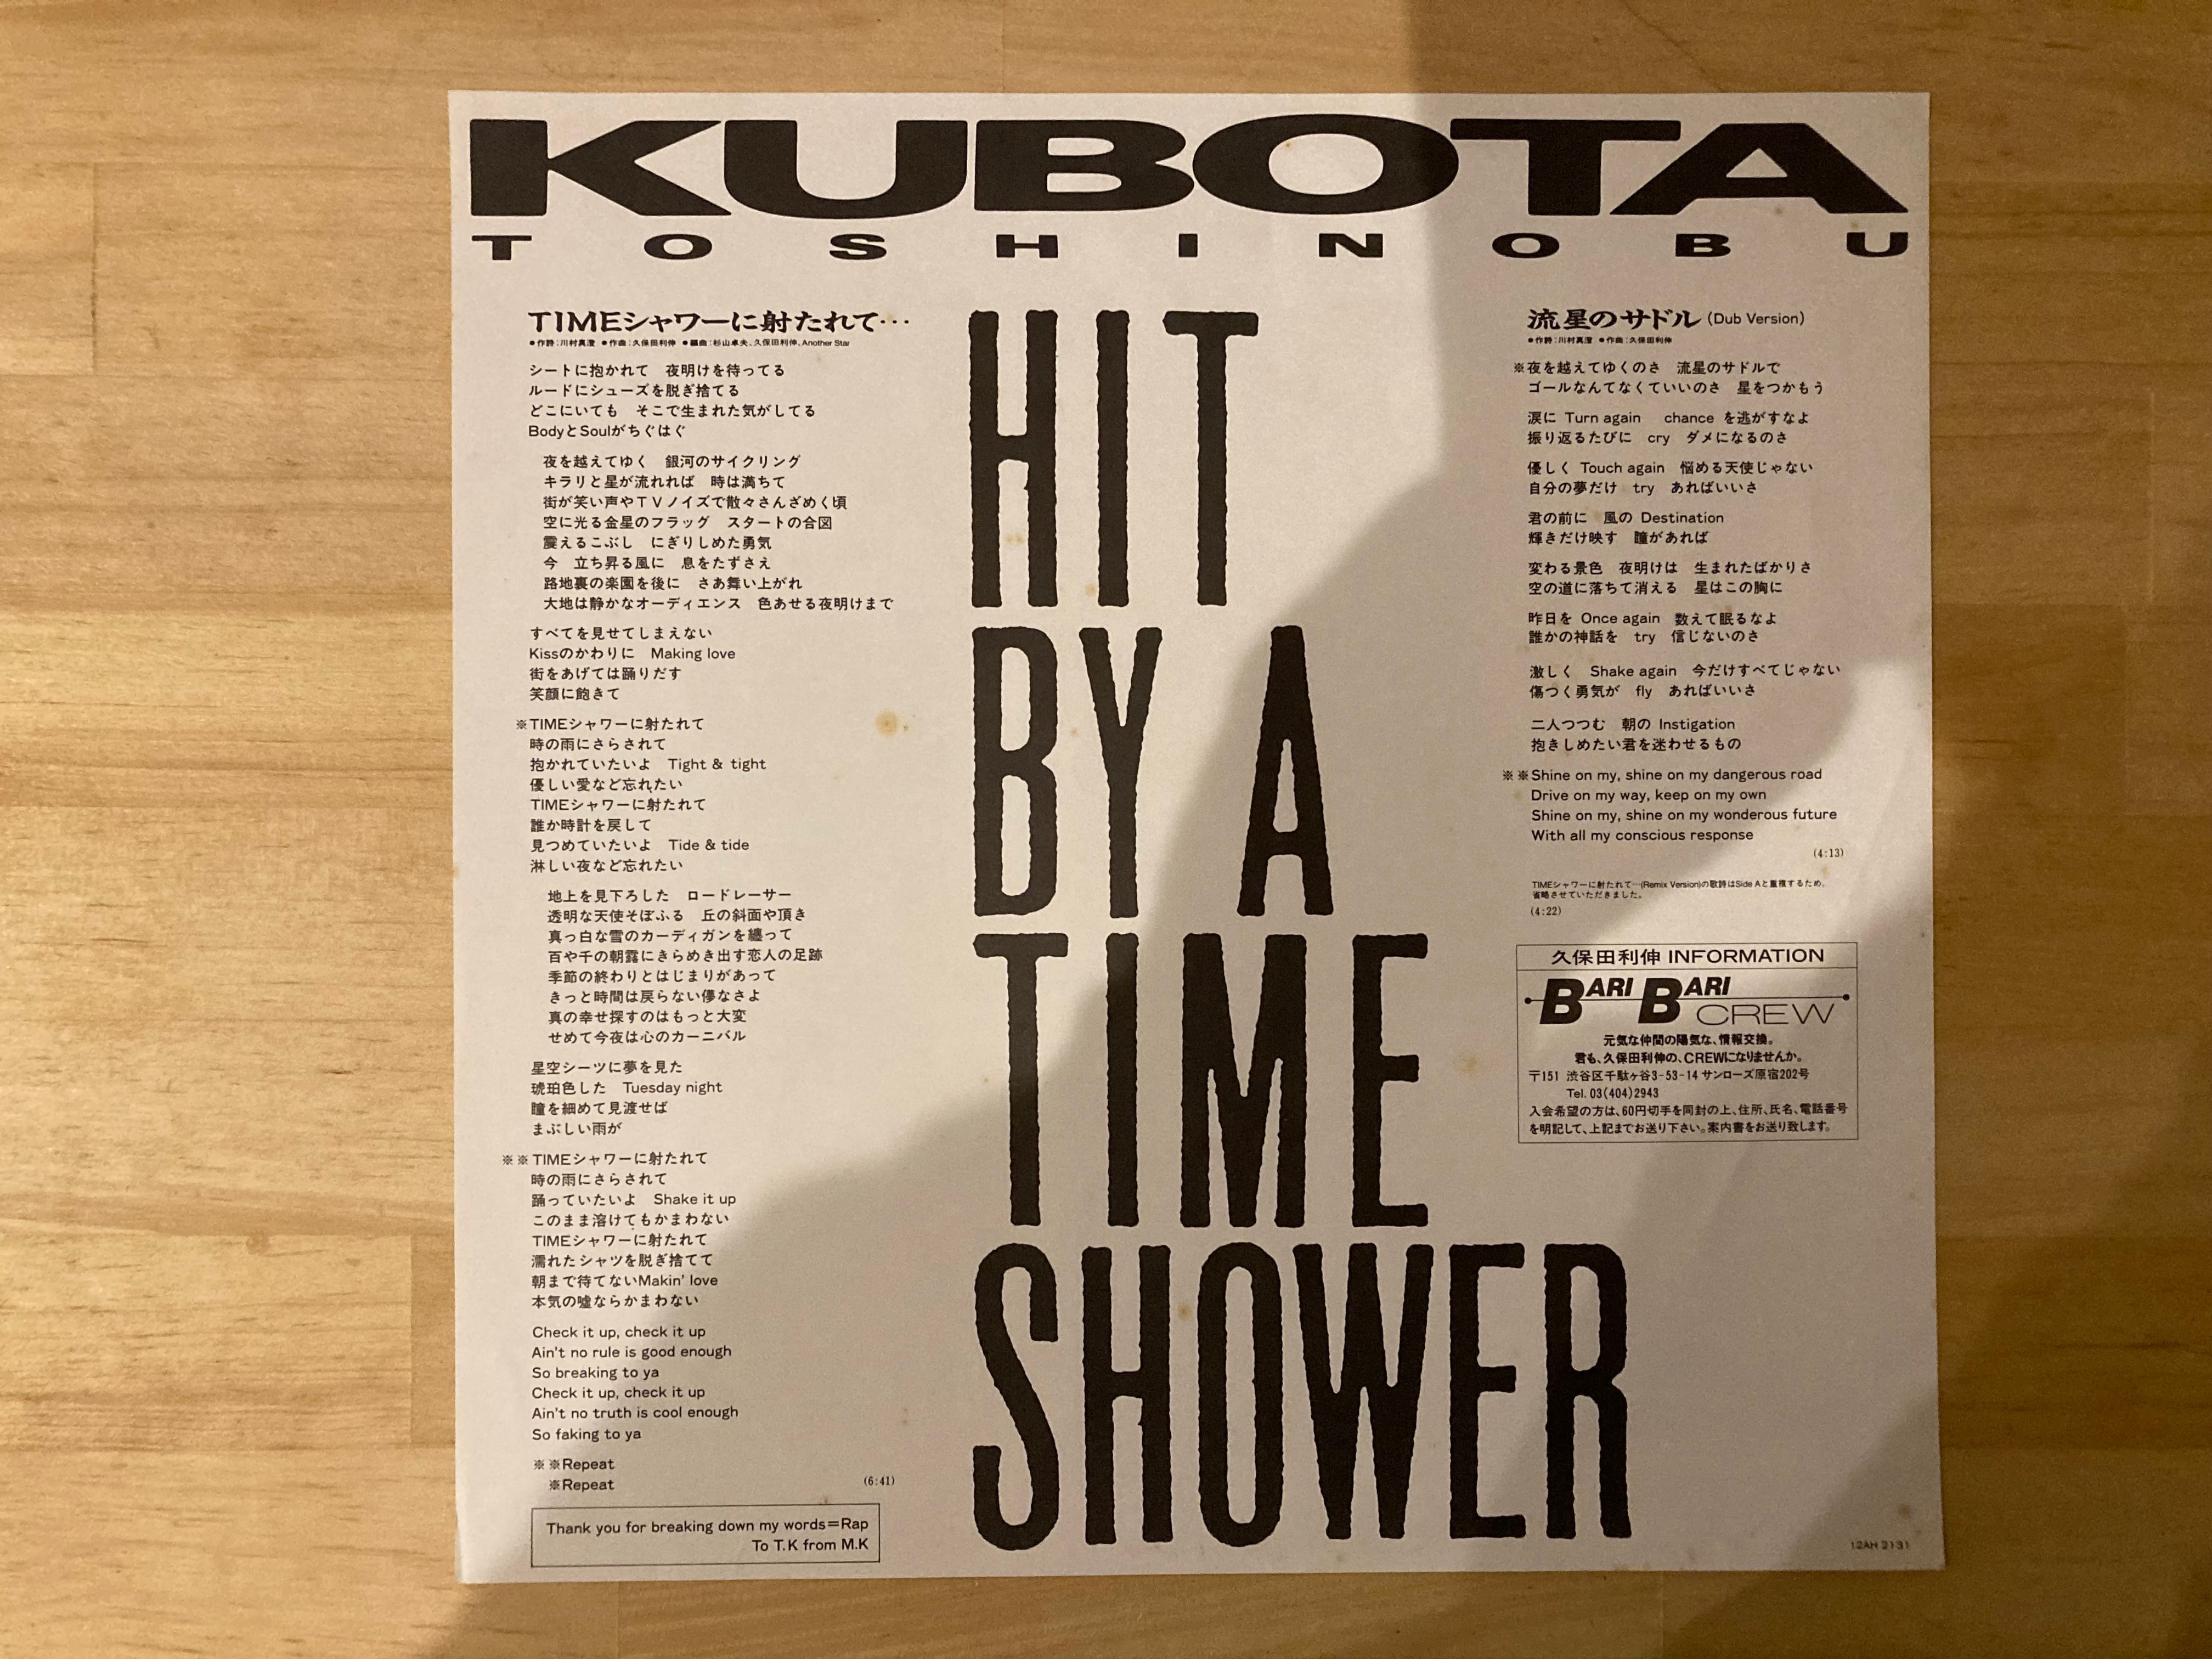 KUBOTA
TOSHINOBU
TIMEシャワーに射たれて…
●作詩:川村真澄 ●作曲:久保田利伸 ●編曲:杉山卓夫、久保田利伸、Another Star
シートに抱かれて 夜明けを待ってる
ルードにシューズを脱ぎ捨てる
どこにいても そこで生まれた気がしてる
BodyとSoulがちぐはぐ
夜を越えてゆく 銀河のサイクリング
キラリと星が流れれば 時は満ちて
街が笑い声やTVノイズで散々さんざめく頃
空に光る金星のフラッグ スタートの合図
震えるこぶし にぎりしめた勇気
今 立ち昇る風に 息をたずさえ
路地裏の楽園を後に さあ舞い上がれ
大地は静かなオーディエンス 色あせる夜明けまで
すべてを見せてしまえない
Kissのかわりに Making love
街をあげては踊りだす
笑顔に飽きて
※TIMEシャワーに射たれて
時の雨にさらされて
抱かれていたいよ Tight & tight
優しい愛など忘れたい
TIMEシャワーに射たれて
誰か時計を戻して
見つめていたいよ Tide & tide
淋しい夜など忘れたい
地上を見下ろした ロードレーサー
透明な天使そぼふる 丘の斜面や頂き
真っ白な雪のカーディガンを纏って
百や千の朝露にきらめき出す恋人の足跡
季節の終わりとはじまりがあって
きっと時間は戻らない儚なさよ
真の幸せ探すのはもっと大変
せめて今夜は心のカーニバル
星空シーツに夢を見た
琥珀色した Tuesday night
瞳を細めて見渡せば
まぶしい雨が
※※TIMEシャワーに射たれて
時の雨にさらされて
踊っていたいよ Shake it up
このまま溶けてもかまわない
TIMEシャワーに射たれて
濡れたシャツを脱ぎ捨てて
朝まで待てないMakin' love
本気の嘘ならかまわない
Check it up, check it up
Ain't no rule is good enough
So breaking to ya
Check it up, check it up
Ain't no truth is cool enough
So faking to ya
※※Repeat
※Repeat
(6:41)
Thank you for breaking down my words=Rap
To T.K from M.K
HIT
BY A
TIME
SHOWER
流星のサドル (Dub Version)
●作詩:川村真澄 ●作曲:久保田利伸
※夜を越えてゆくのさ 流星のサドルで
ゴールなんてなくていいのさ 星をつかもう
涙に Turn again chance を逃がすなよ
振り返るたびに cry ダメになるのさ
優しく Touch again 悩める天使じゃない
自分の夢だけ try あればいいさ
君の前に 風の Destination
輝きだけ映す 瞳があれば
変わる景色 夜明けは 生まれたばかりさ
空の道に落ちて消える 星はこの胸に
昨日を Once again 数えて眠るなよ
誰かの神話を try 信じないのさ
激しく Shake again 今だけすべてじゃない
傷つく勇気が fly あればいいさ
二人つつむ 朝の Instigation
抱きしめたい君を迷わせるもの
※※Shine on my, shine on my dangerous road
Drive on my way, keep on my own
Shine on my, shine on my wonderous future
With all my conscious response
(4:13)
TIMEシャワーに射たれて…(Remix Version)の歌詩はSide Aと重複するため、
省略させていただきました。
(4:22)
久保田利伸 INFORMATION
BARI BARI CREW
元気な仲間の陽気な、情報交換。
君も、久保田利伸の、CREWになりませんか。
〒151 渋谷区千駄ヶ谷3-53-14 サンローズ原宿202号
Tel. 03(404)2943
入会希望の方は、60円切手を同封の上、住所、氏名、電話番号
を明記して、上記までお送り下さい。案内書をお送り致します。
12AH 2131